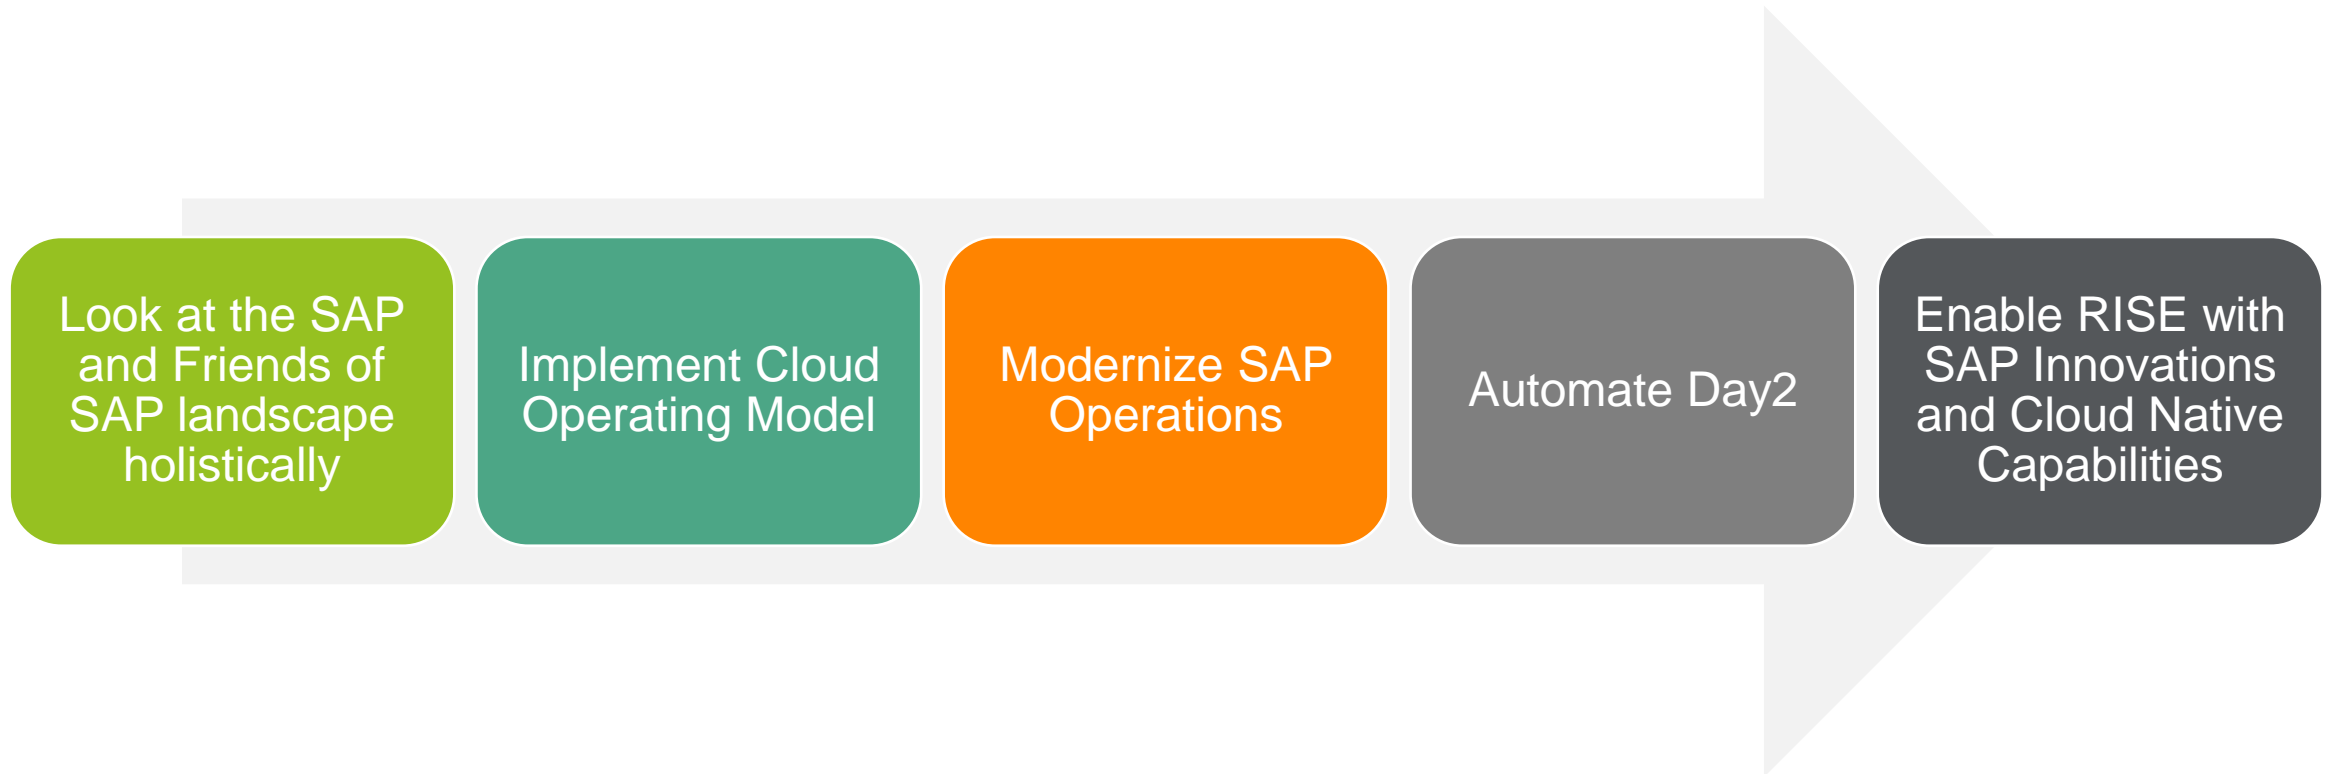 Look at the SAP
and Friends of
SAP landscape
holistically
Implement Cloud
Operating Model
Modernize SAP
Operations
Automate Day2
Enable RISE with
SAP Innovations
and Cloud Native
Capabilities